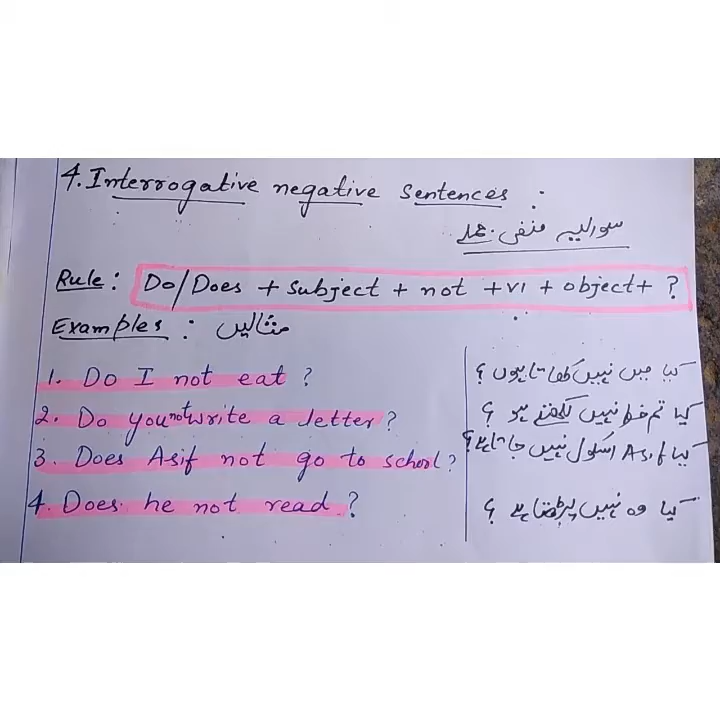 4. Interrogative negative sentences :
سوالیہ منفی جملے
Rule : Do/Does + subject + not + v1 + object + ?
Examples : مثالیں
1. Do I not eat ? کیا میں نہیں کھاتا ہوں ؟
2. Do you not write a letter ? کیا تم خط نہیں لکھتے ہو ؟
3. Does Asif not go to school ? کیا Asif اسکول نہیں جاتا ہے ؟
4. Does he not read ? کیا وہ نہیں پڑھتا ہے ؟